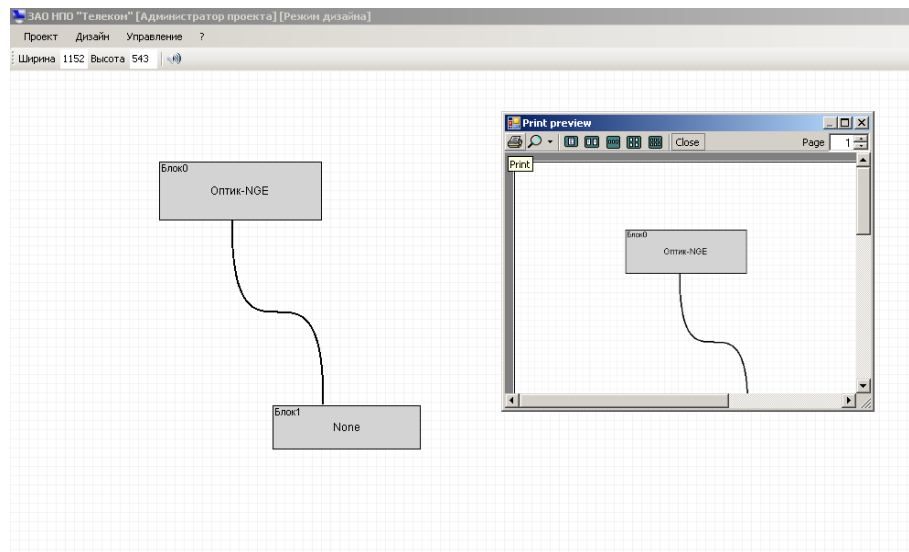 ЗАО НПО "Телеком" [Администратор проекта] [Режим дизайна]
Проект Дизайн Управление ?
Ширина 1152 Высота 543
Print preview
Close Page 1
Print
Блок0
Оптик-NGE
Блок0
Оптик-NGE
Блок1
None